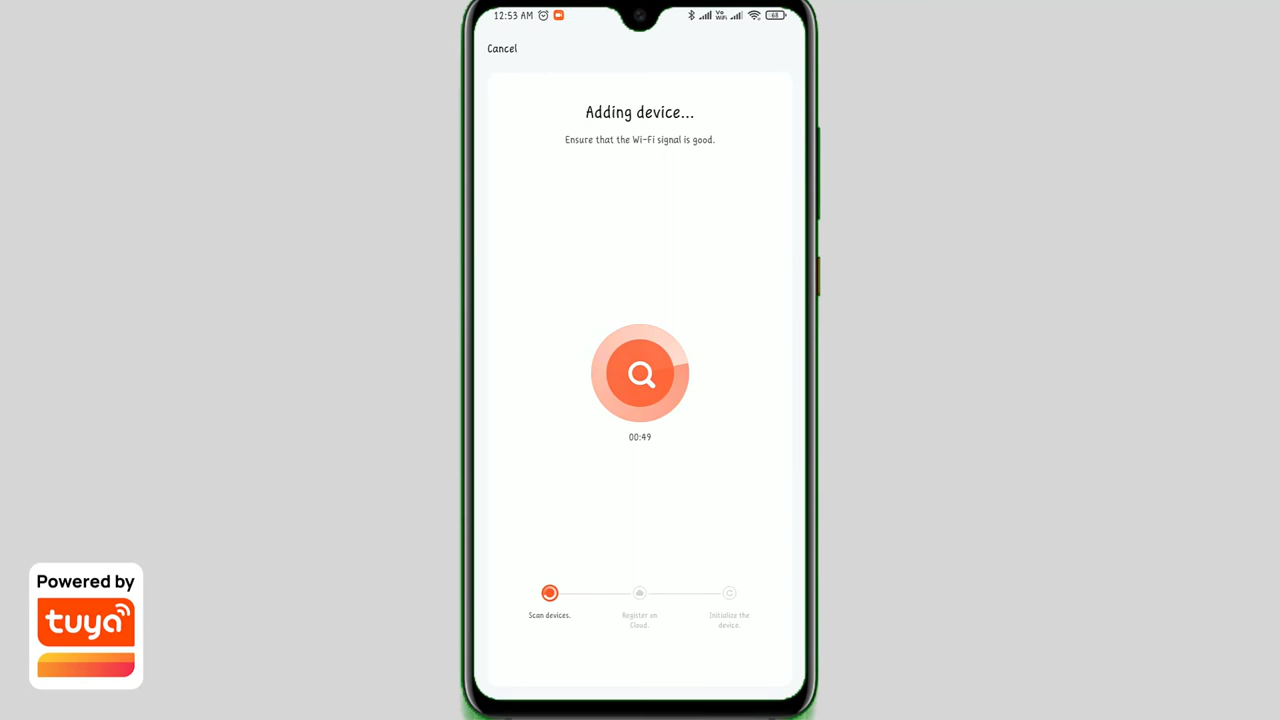 12:53 AM
Vo
WiFi
68
Cancel
Adding device...
Ensure that the Wi-Fi signal is good.
00:49
Scan devices.
Register on
Cloud.
Initialize the
device.
Powered by
tuya